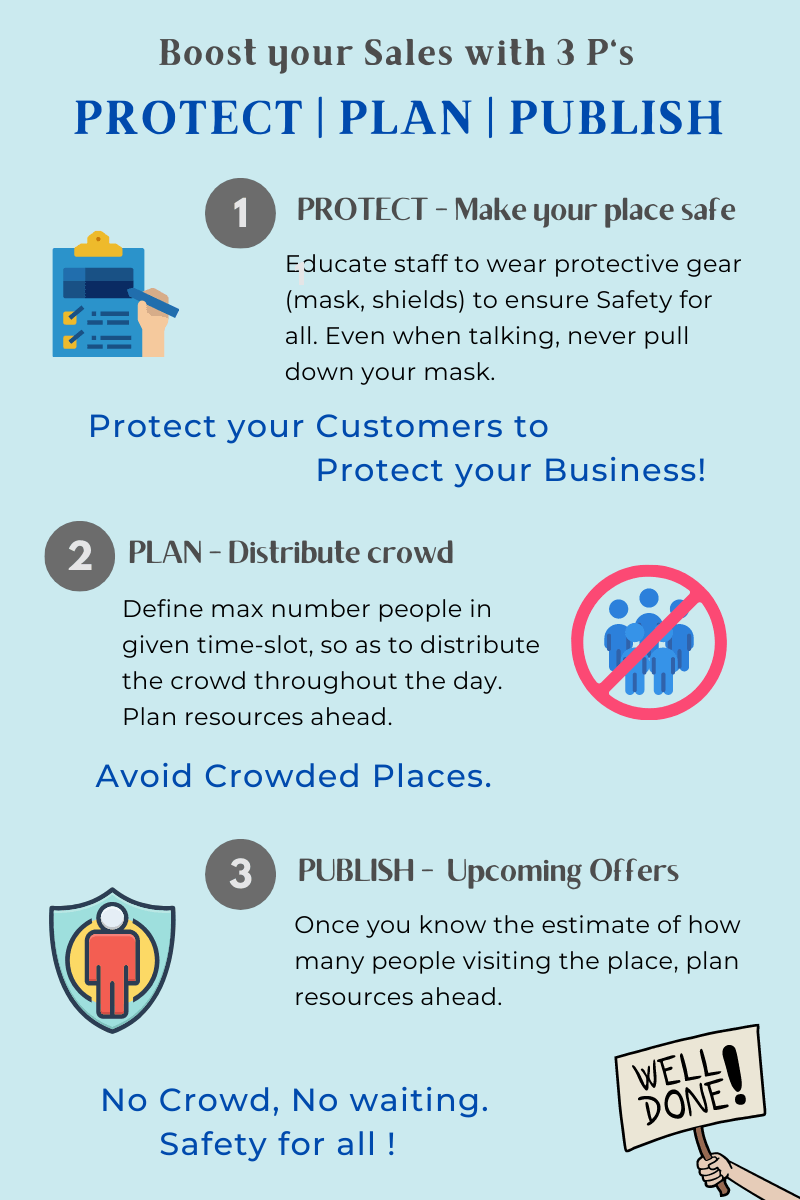 Boost your Sales with 3 P's
PROTECT | PLAN | PUBLISH
1
PROTECT - Make your place safe
Educate staff to wear protective gear
(mask, shields) to ensure Safety for
all. Even when talking, never pull
down your mask.
Protect your Customers to
Protect your Business!
2
PLAN - Distribute crowd
Define max number people in
given time-slot, so as to distribute
the crowd throughout the day.
Plan resources ahead.
Avoid Crowded Places.
3
PUBLISH - Upcoming Offers
Once you know the estimate of how
many people visiting the place, plan
resources ahead.
WELL
DONE!
No Crowd, No waiting.
Safety for all !